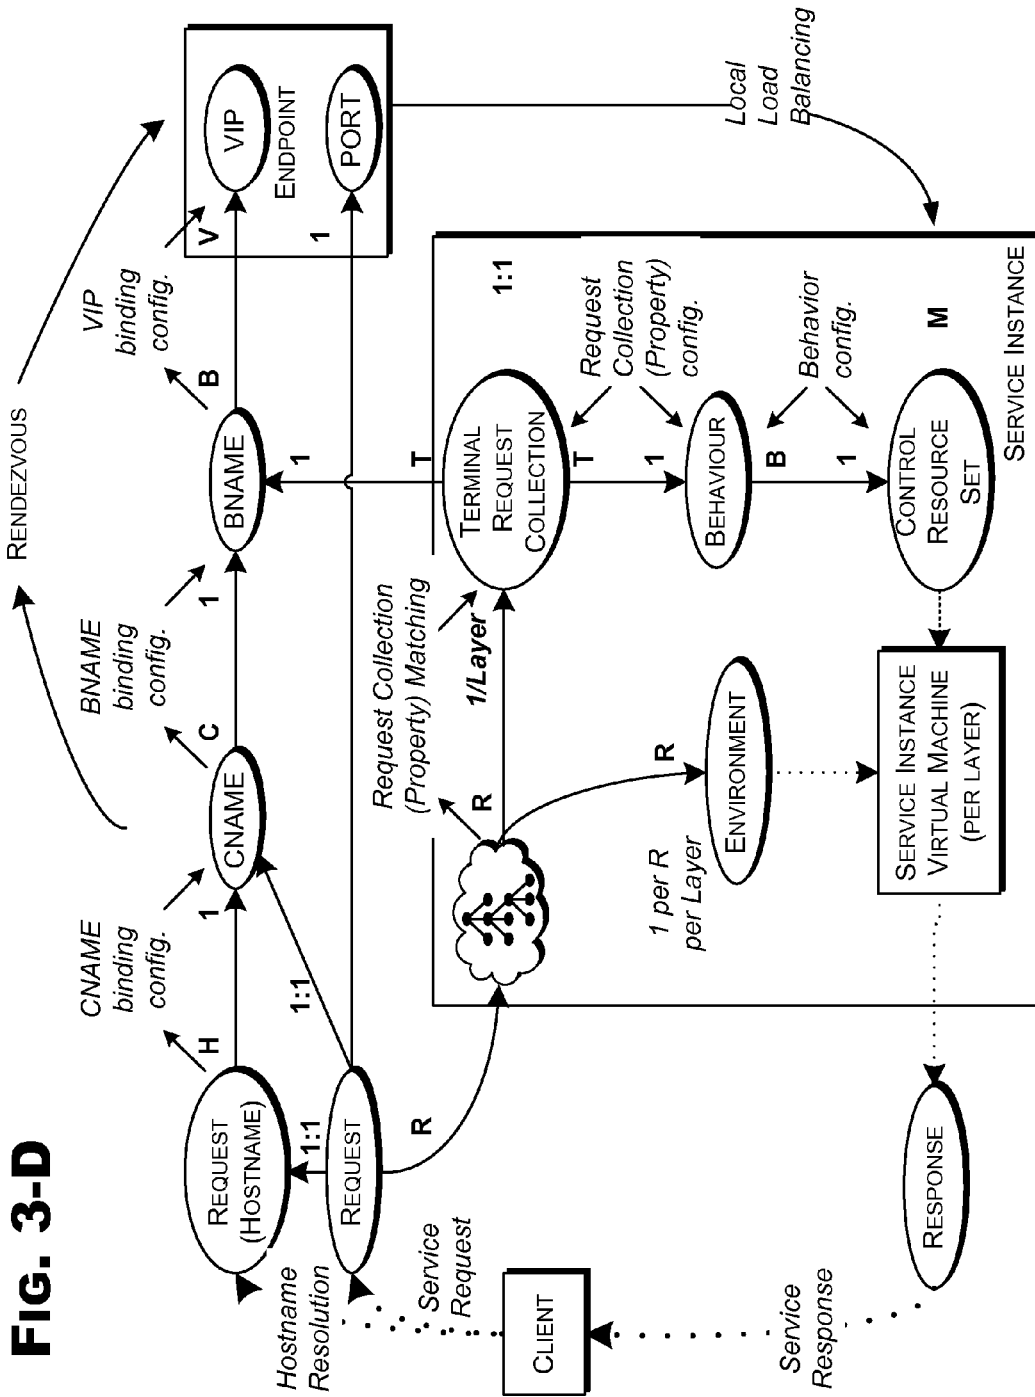 FIG. 3-D
RENDEZVOUS
CNAME
binding
config.
BNAME
binding
config.
VIP
binding
config.
REQUEST
(HOSTNAME)
H
1
CNAME
C
1
BNAME
B
V
VIP
ENDPOINT
PORT
1
1:1
1:1
REQUEST
R
Hostname
Resolution
Service
Request
CLIENT
Service
Response
RESPONSE
Request Collection
(Property) Matching
R
1/Layer
1
T
TERMINAL
REQUEST
COLLECTION
1:1
T
1
Request
Collection
(Property)
config.
BEHAVIOUR
B
1
Behavior
config.
CONTROL
RESOURCE
SET
M
SERVICE INSTANCE
Local
Load
Balancing
R
1 per R
per Layer
ENVIRONMENT
SERVICE INSTANCE
VIRTUAL MACHINE
(PER LAYER)